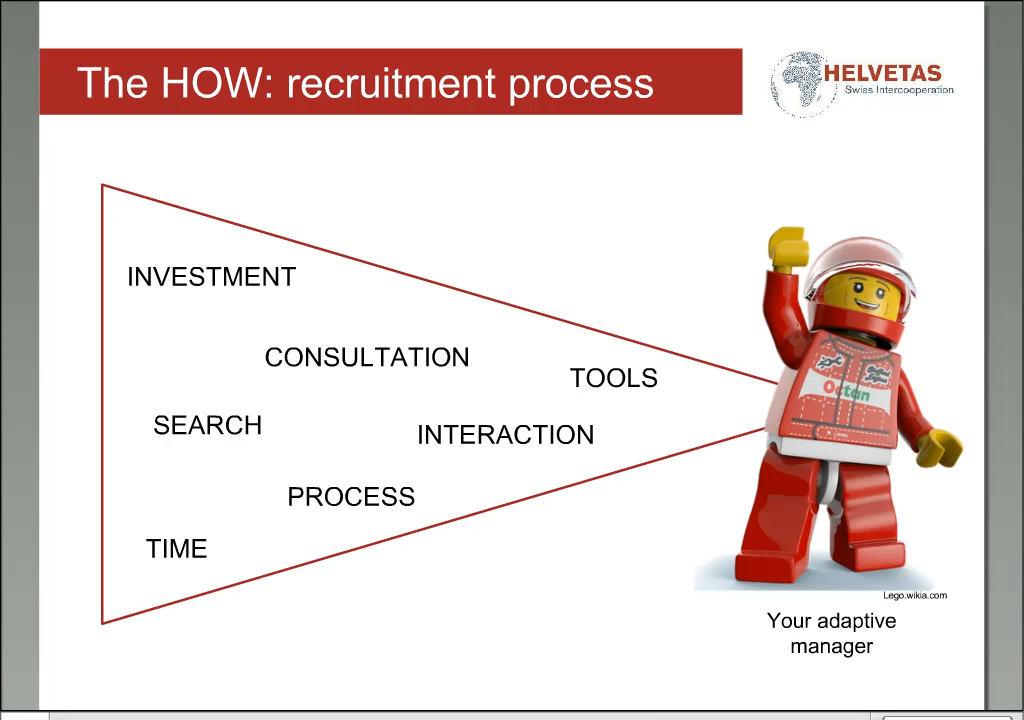 The HOW: recruitment process
HELVETAS
Swiss Intercooperation
INVESTMENT
CONSULTATION
TOOLS
SEARCH
INTERACTION
PROCESS
TIME
Octan
Lego.wikia.com
Your adaptive
manager